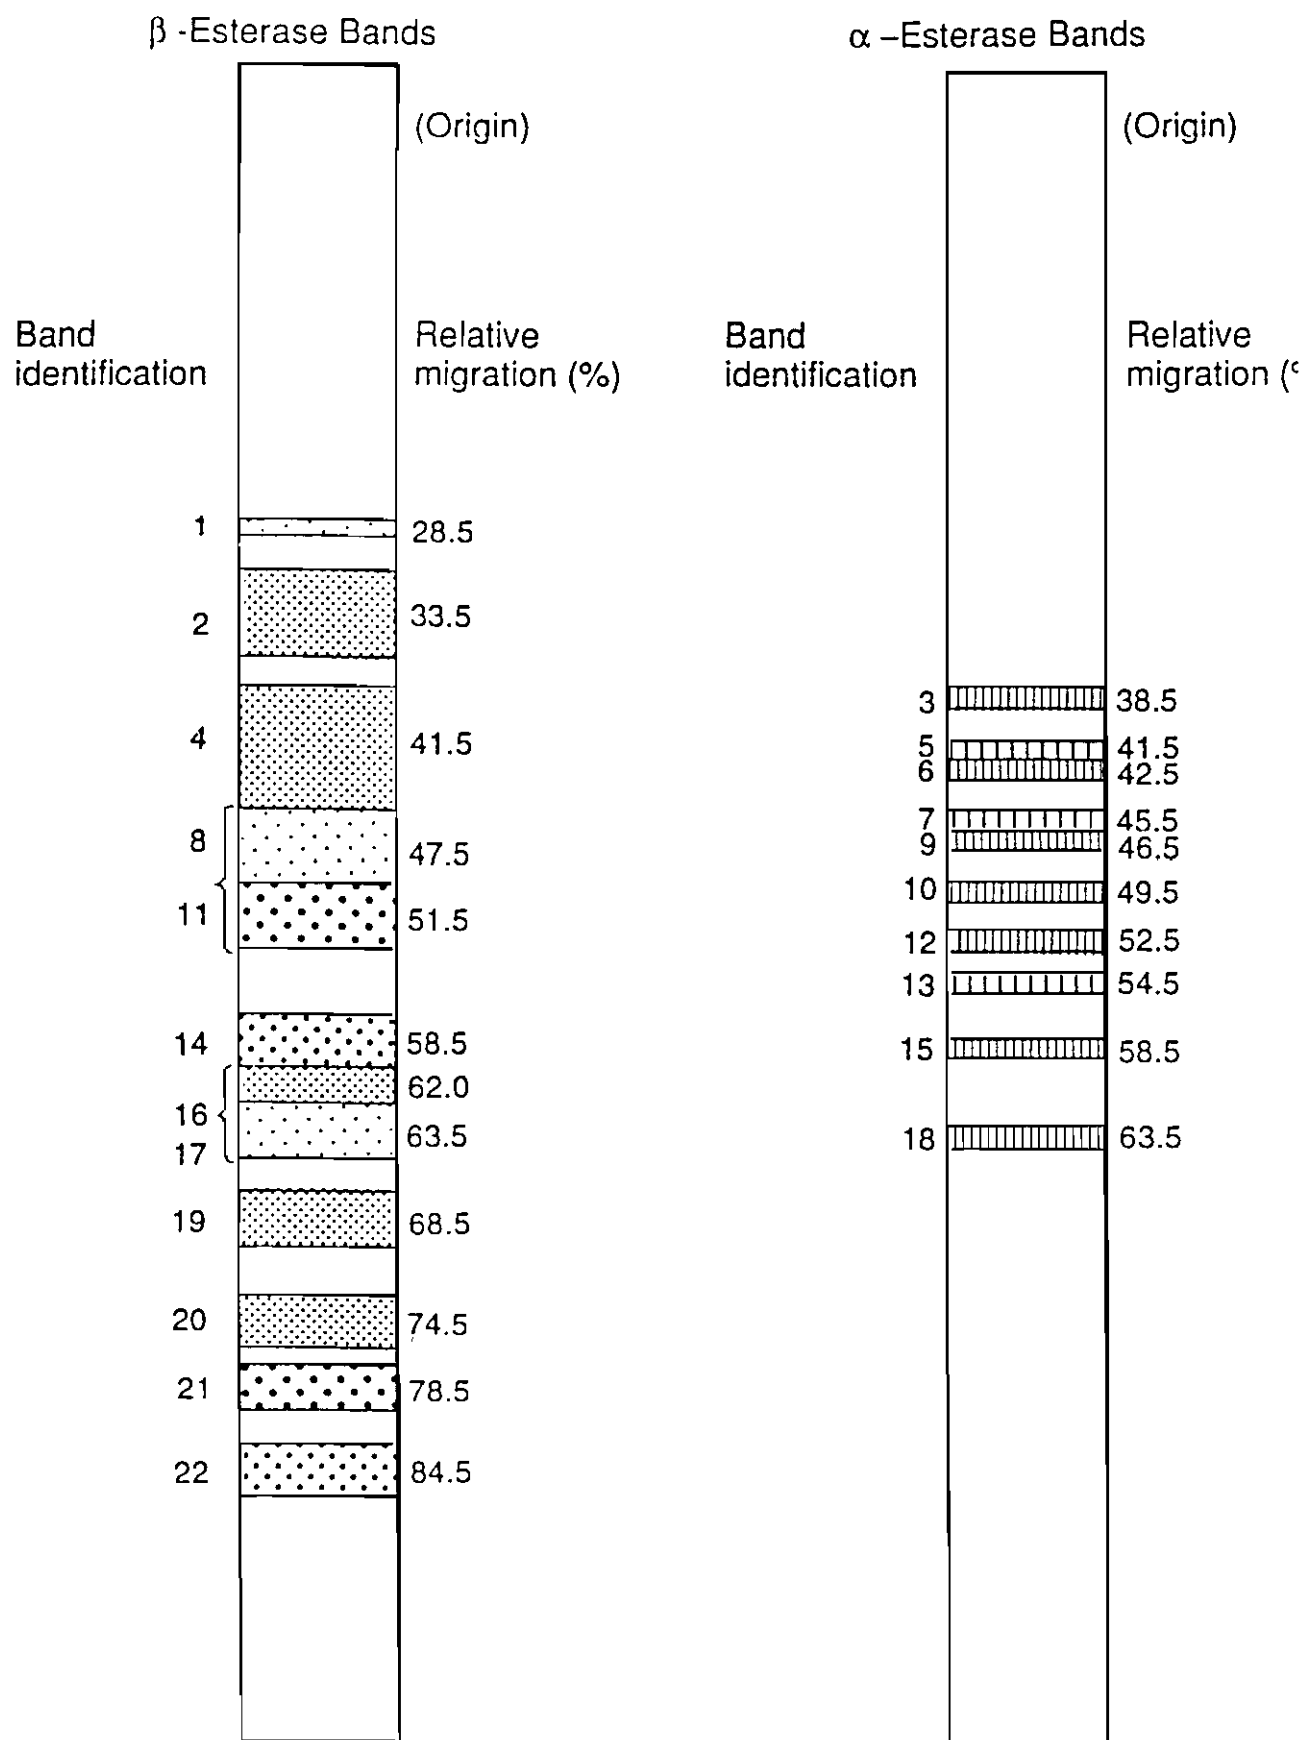 β -Esterase Bands
(Origin)
Band
identification
Relative
migration (%)
1 28.5
2 33.5
4 41.5
8 47.5
11 51.5
14 58.5
62.0
16
63.5
17
19 68.5
20 74.5
21 78.5
22 84.5
α –Esterase Bands
(Origin)
Band
identification
Relative
migration (
3 38.5
5 41.5
6 42.5
7 45.5
9 46.5
10 49.5
12 52.5
13 54.5
15 58.5
18 63.5